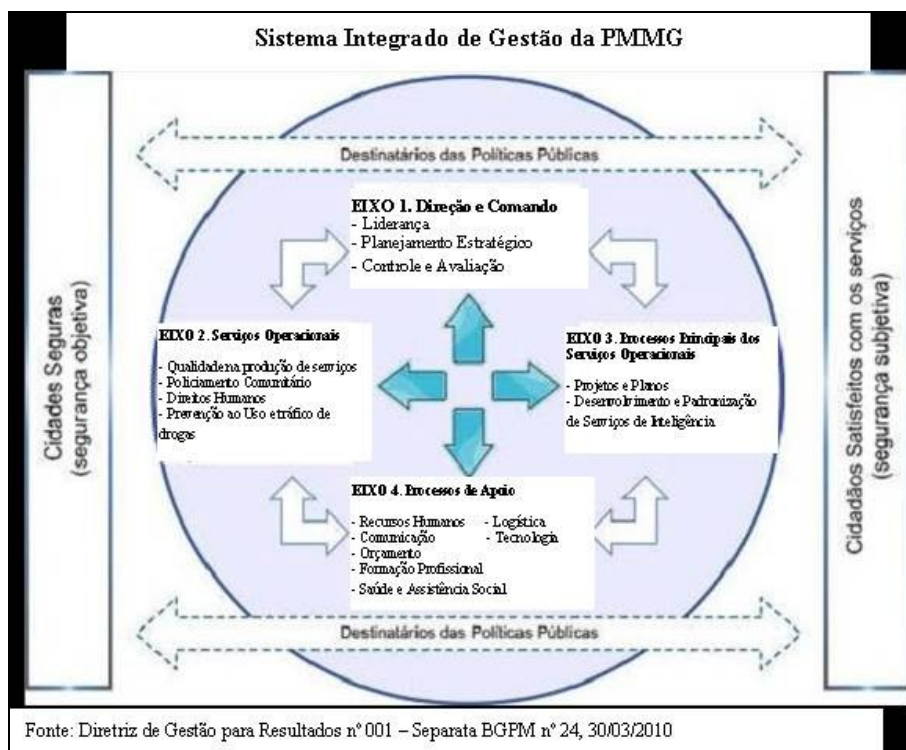 Sistema Integrado de Gestão da PMMG
Destinatários das Políticas Públicas
Cidades Seguras
(segurança objetiva)
EIXO 1. Direção e Comando
- Liderança
- Planejamento Estratégico
- Controle e Avaliação
EIXO 2. Serviços Operacionais
- Qualidade na produção de serviços
- Policiamento Comunitário
- Direitos Humanos
- Prevenção ao Uso e tráfico de
drogas
EIXO 3. Processos Principais dos
Serviços Operacionais
- Projetos e Planos
- Desenvolvimento e Padronização
de Serviços de Inteligência
EIXO 4. Processos de Apoio
- Recursos Humanos - Logística
- Comunicação - Tecnologia
- Orçamento
- Formação Profissional
- Saúde e Assistência Social
Cidadãos Satisfeitos com os serviços
(segurança subjetiva)
Destinatários das Políticas Públicas
Fonte: Diretriz de Gestão para Resultados nº 001 – Separata BGPM nº 24, 30/03/2010